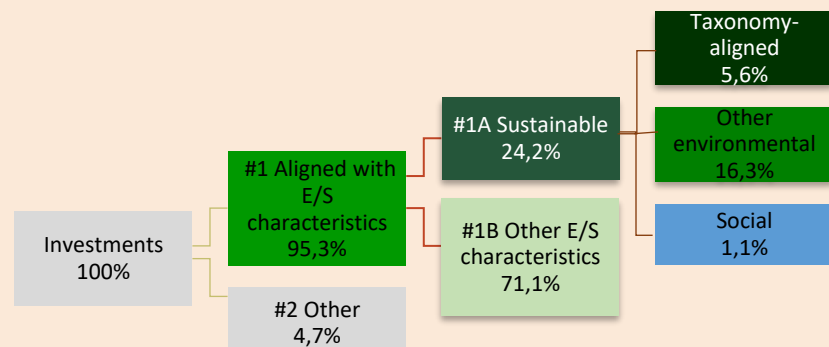 Investments
100%
#1 Aligned with
E/S
characteristics
95,3%
#2 Other
4,7%
#1A Sustainable
24,2%
#1B Other E/S
characteristics
71,1%
Taxonomy-
aligned
5,6%
Other
environmental
16,3%
Social
1,1%